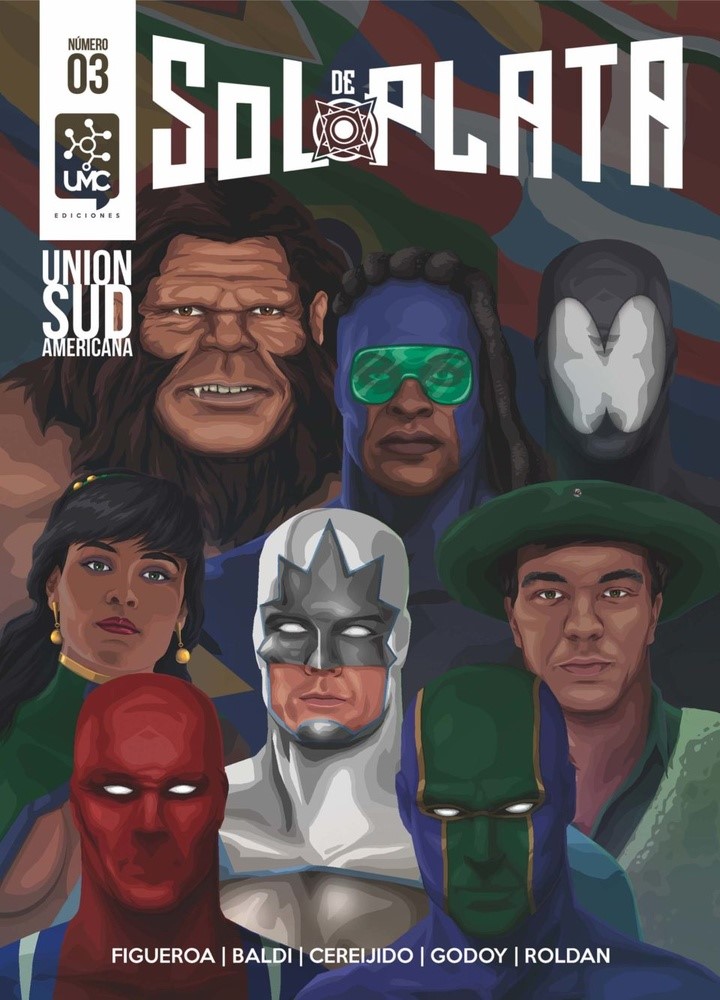 NÚMERO
03
UMC
EDICIONES
SOL DE PLATA
UNION
SUD
AMERICANA
FIGUEROA | BALDI | CEREIJIDO | GODOY | ROLDAN